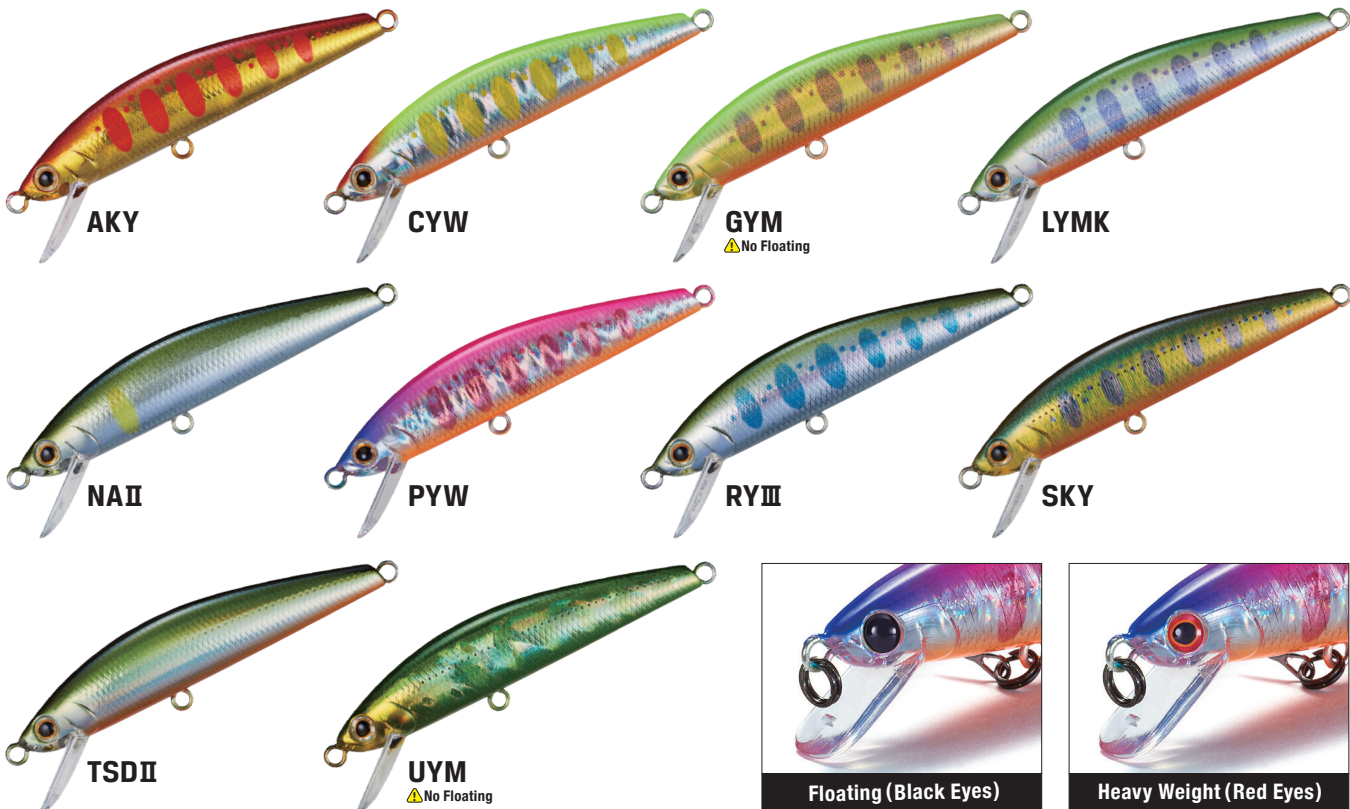 AKY
CYW
GYM
No Floating
LYMK
NAⅡ
PYW
RYⅢ
SKY
TSDⅡ
UYM
No Floating
Floating (Black Eyes)
Heavy Weight (Red Eyes)